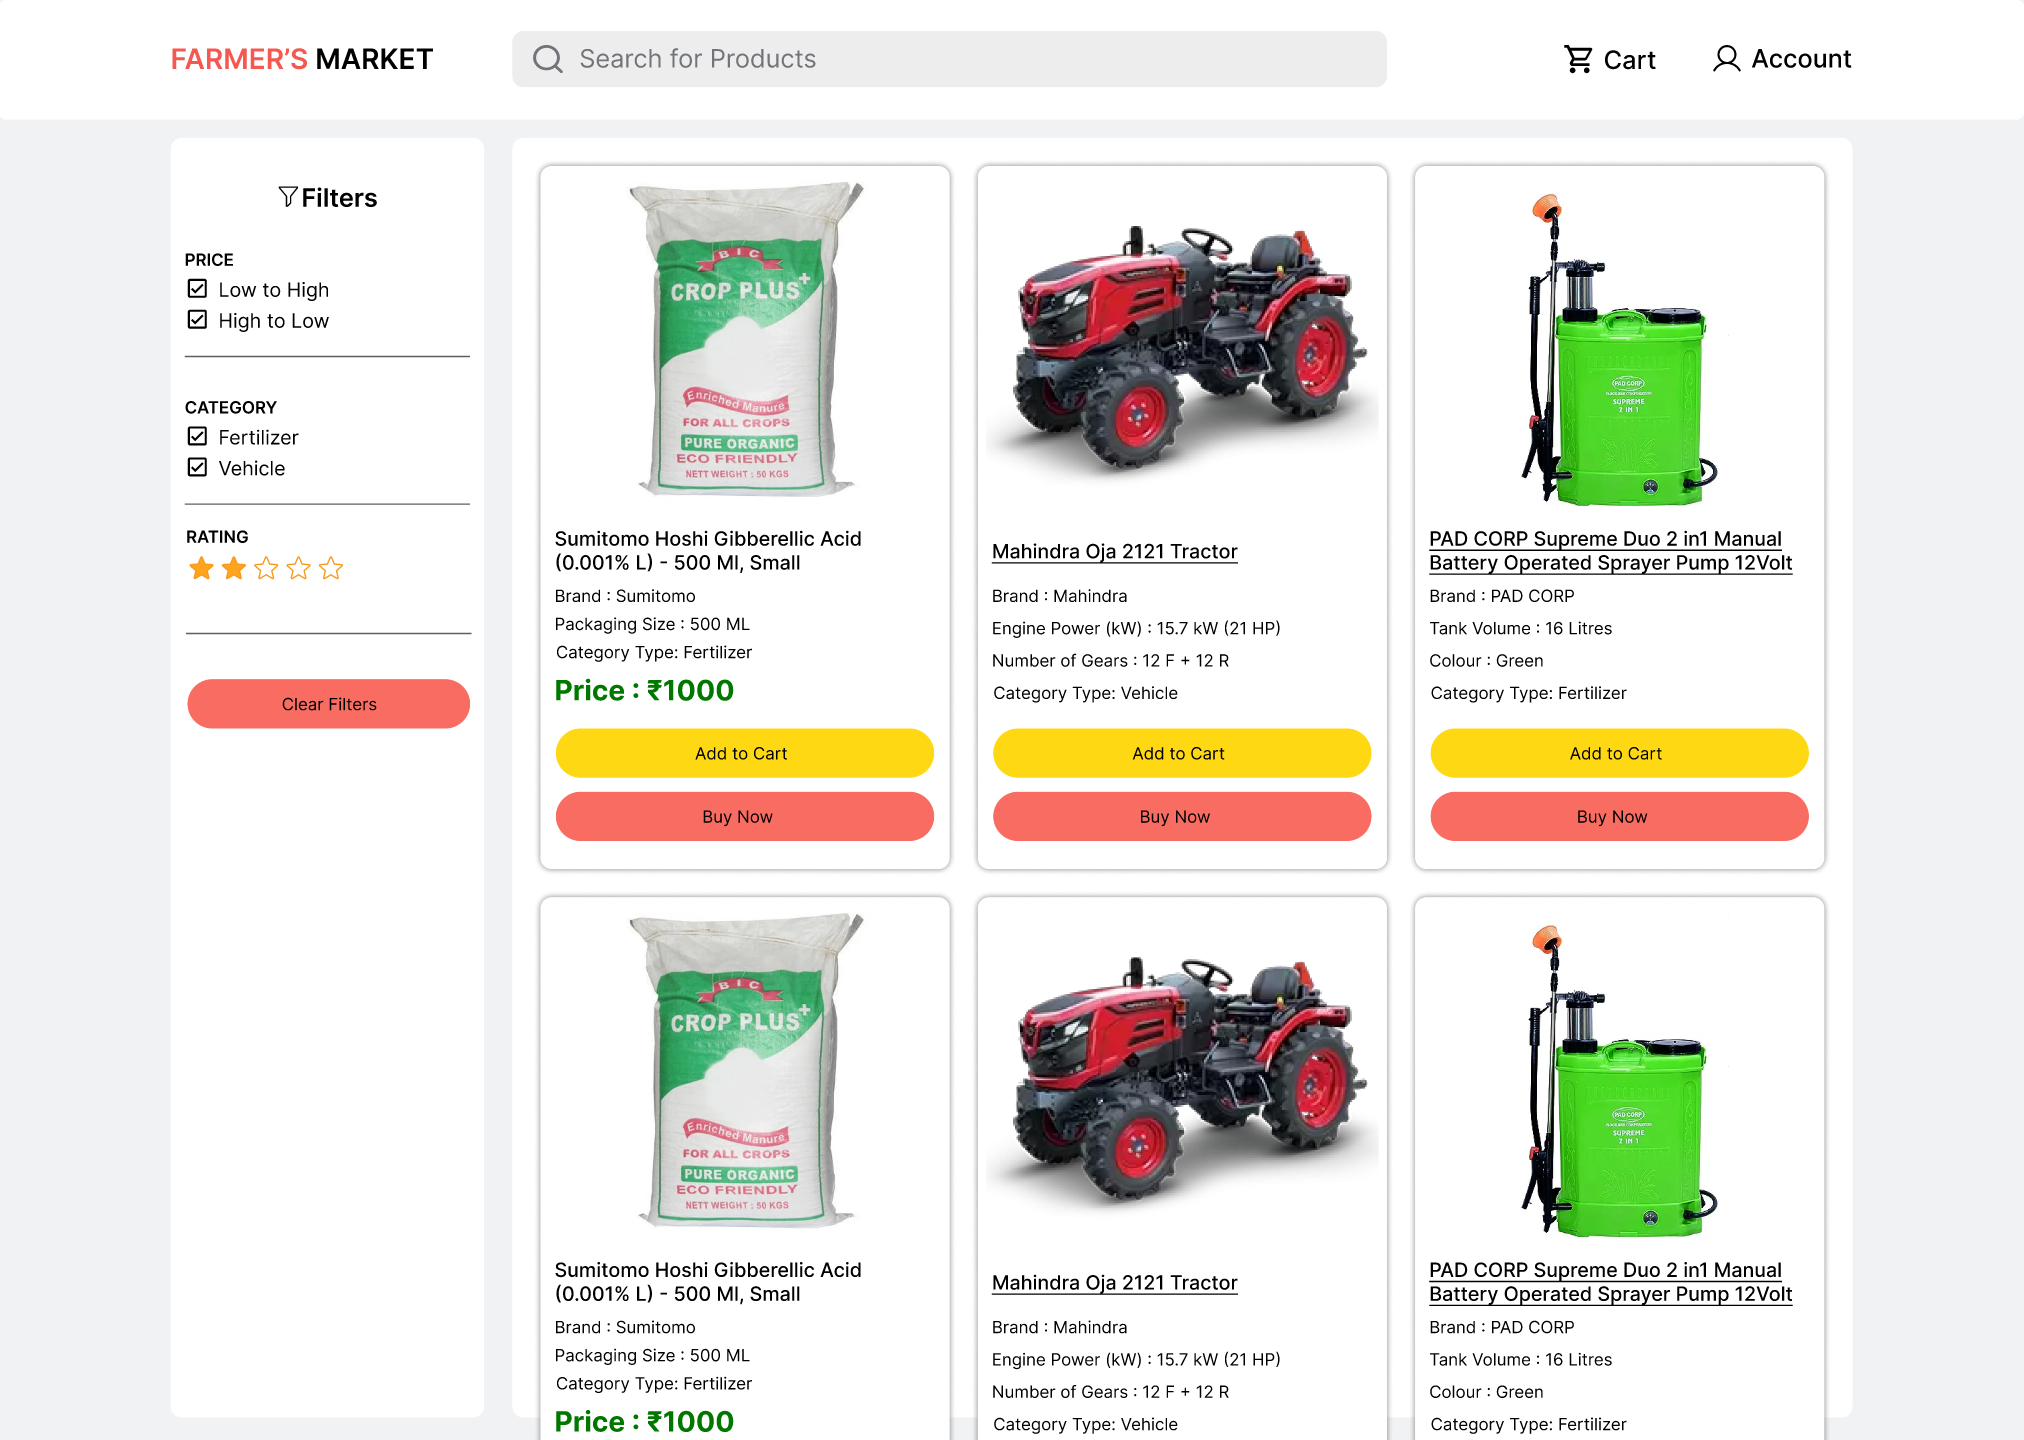 FARMER'S MARKET
Search for Products
Cart
Account
Filters
PRICE
Low to High
High to Low
CATEGORY
Fertilizer
Vehicle
RATING
Clear Filters
BIC
CROP PLUS+
Enriched Manure
FOR ALL CROPS
PURE ORGANIC
ECO FRIENDLY
NETT WEIGHT : 50 KGS
Sumitomo Hoshi Gibberellic Acid
(0.001% L) - 500 Ml, Small
Brand : Sumitomo
Packaging Size : 500 ML
Category Type: Fertilizer
Price : ₹1000
Add to Cart
Buy Now
Mahindra Oja 2121 Tractor
Brand : Mahindra
Engine Power (kW) : 15.7 kW (21 HP)
Number of Gears : 12 F + 12 R
Category Type: Vehicle
Add to Cart
Buy Now
PAD CORP
SUPREME
2 IN 1
PAD CORP Supreme Duo 2 in1 Manual
Battery Operated Sprayer Pump 12Volt
Brand : PAD CORP
Tank Volume : 16 Litres
Colour : Green
Category Type: Fertilizer
Add to Cart
Buy Now
BIC
CROP PLUS+
Enriched Manure
FOR ALL CROPS
PURE ORGANIC
ECO FRIENDLY
NETT WEIGHT : 50 KGS
Sumitomo Hoshi Gibberellic Acid
(0.001% L) - 500 Ml, Small
Brand : Sumitomo
Packaging Size : 500 ML
Category Type: Fertilizer
Price : ₹1000
Mahindra Oja 2121 Tractor
Brand : Mahindra
Engine Power (kW) : 15.7 kW (21 HP)
Number of Gears : 12 F + 12 R
Category Type: Vehicle
PAD CORP
SUPREME
2 IN 1
PAD CORP Supreme Duo 2 in1 Manual
Battery Operated Sprayer Pump 12Volt
Brand : PAD CORP
Tank Volume : 16 Litres
Colour : Green
Category Type: Fertilizer